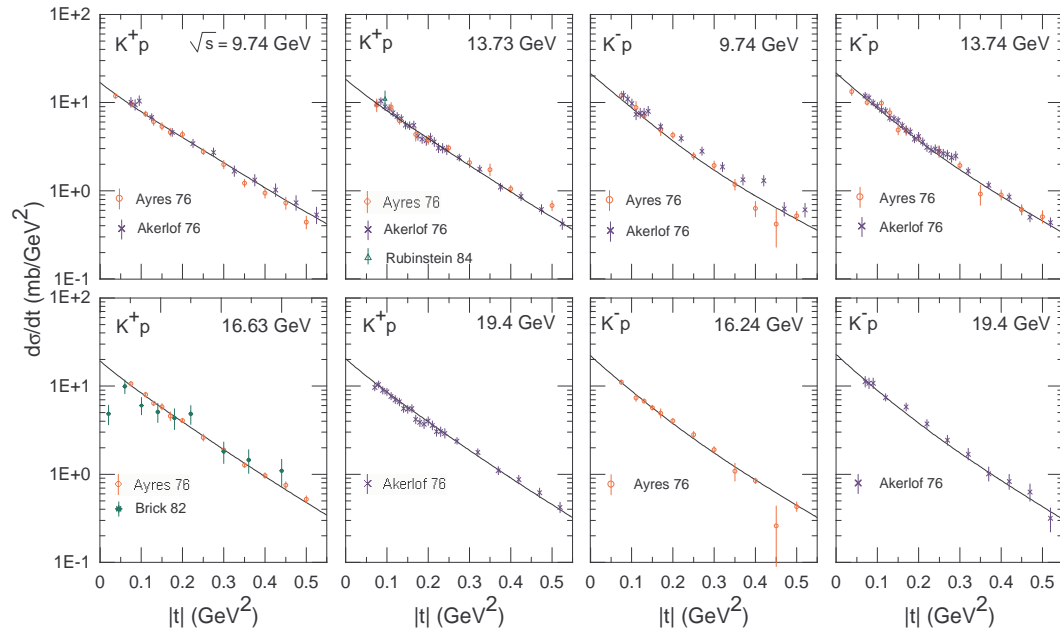 K⁺p √s = 9.74 GeV
K⁺p 13.73 GeV
K⁻p 9.74 GeV
K⁻p 13.74 GeV
1E+2
1E+1
1E+0
1E−1
Ayres 76
Akerlof 76
Ayres 76
Akerlof 76
Rubinstein 84
Ayres 76
Akerlof 76
Ayres 76
Akerlof 76
dσ/dt (mb/GeV²)
K⁺p 16.63 GeV
K⁺p 19.4 GeV
K⁻p 16.24 GeV
K⁻p 19.4 GeV
1E+2
1E+1
1E+0
1E−1
Ayres 76
Brick 82
Akerlof 76
Ayres 76
Akerlof 76
0 0.1 0.2 0.3 0.4 0.5
0.1 0.2 0.3 0.4 0.5
0.1 0.2 0.3 0.4 0.5
0.1 0.2 0.3 0.4 0.5
|t| (GeV²)
|t| (GeV²)
|t| (GeV²)
|t| (GeV²)